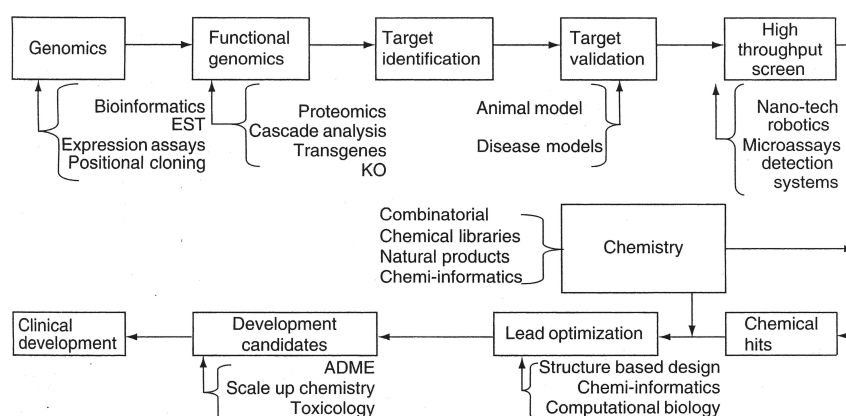 Genomics
Functional
genomics
Target
identification
Target
validation
High
throughput
screen
Bioinformatics
EST
Expression assays
Positional cloning
Proteomics
Cascade analysis
Transgenes
KO
Animal model
Disease models
Nano-tech
robotics
Microassays
detection
systems
Combinatorial
Chemical libraries
Natural products
Chemi-informatics
Chemistry
Clinical
development
Development
candidates
Lead optimization
Chemical
hits
ADME
Scale up chemistry
Toxicology
Structure based design
Chemi-informatics
Computational biology